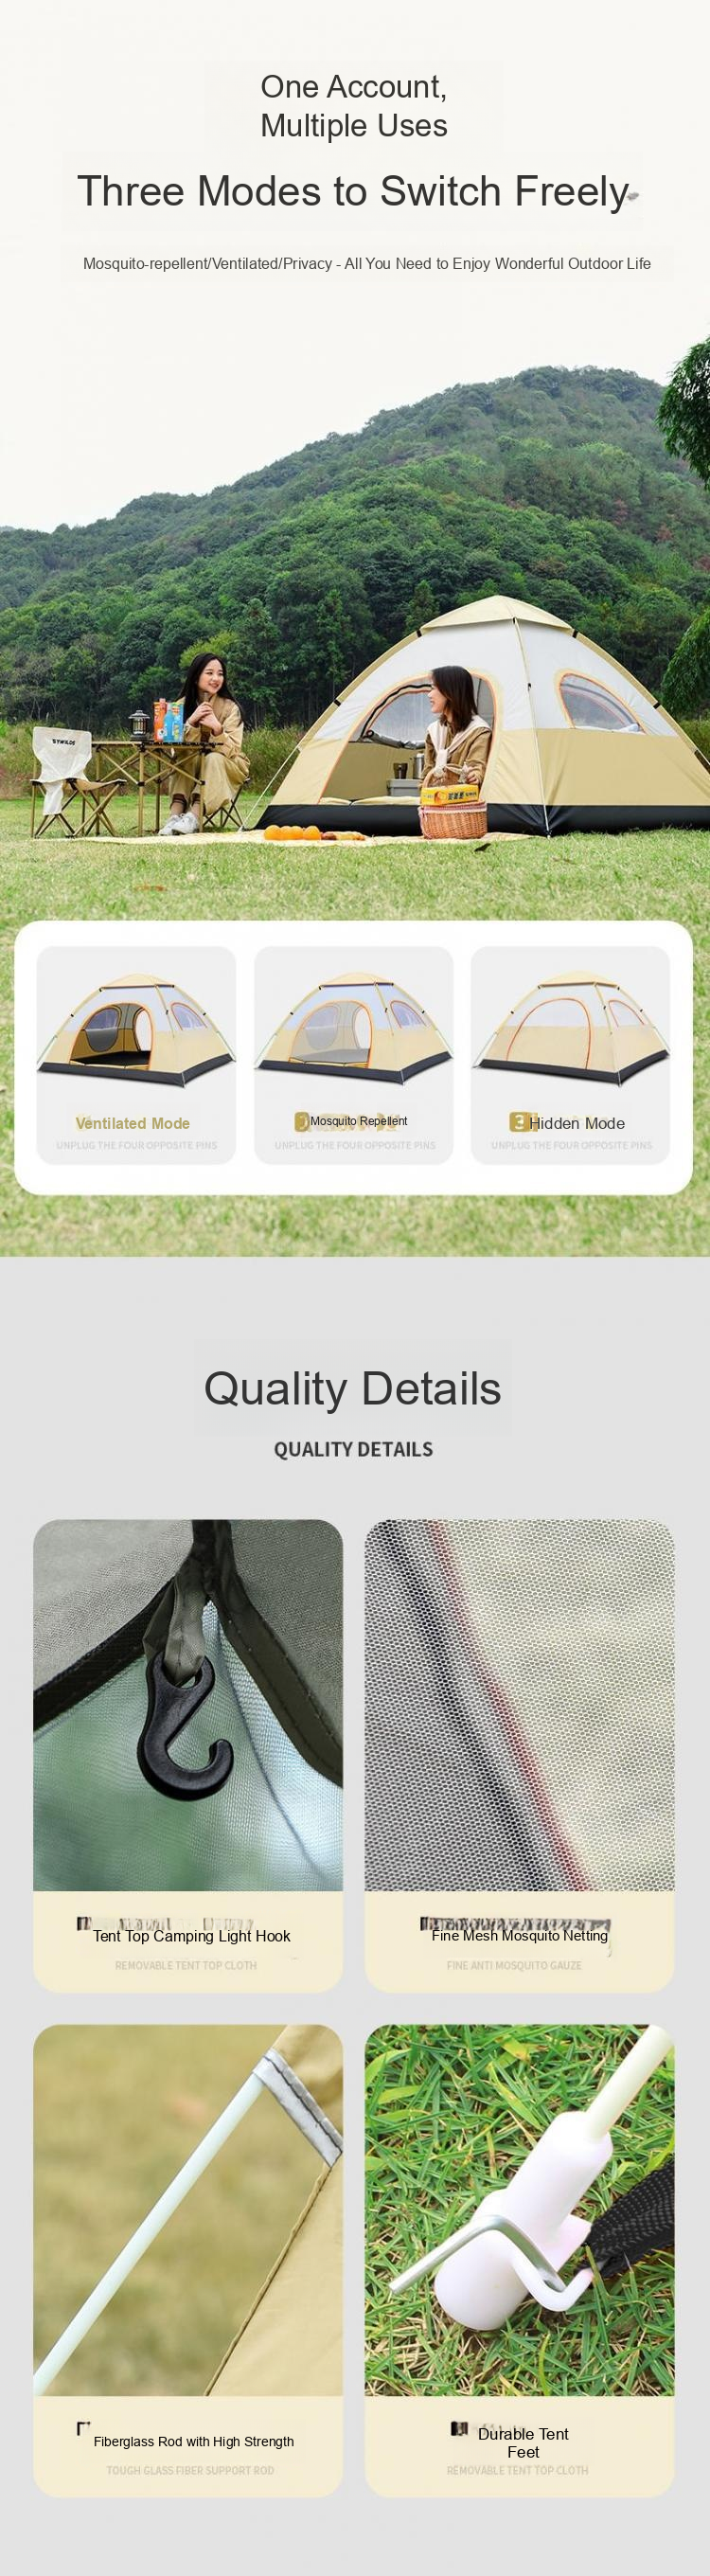 One Account,
Multiple Uses
Three Modes to Switch Freely
Mosquito-repellent/Ventilated/Privacy - All You Need to Enjoy Wonderful Outdoor Life
Ventilated Mode
UNPLUG THE FOUR OPPOSITE PINS
Mosquito Repellent
UNPLUG THE FOUR OPPOSITE PINS
3 Hidden Mode
UNPLUG THE FOUR OPPOSITE PINS
Quality Details
QUALITY DETAILS
Tent Top Camping Light Hook
REMOVABLE TENT TOP CLOTH
Fine Mesh Mosquito Netting
FINE ANTI MOSQUITO GAUZE
Fiberglass Rod with High Strength
TOUGH GLASS FIBER SUPPORT ROD
Durable Tent
Feet
REMOVABLE TENT TOP CLOTH